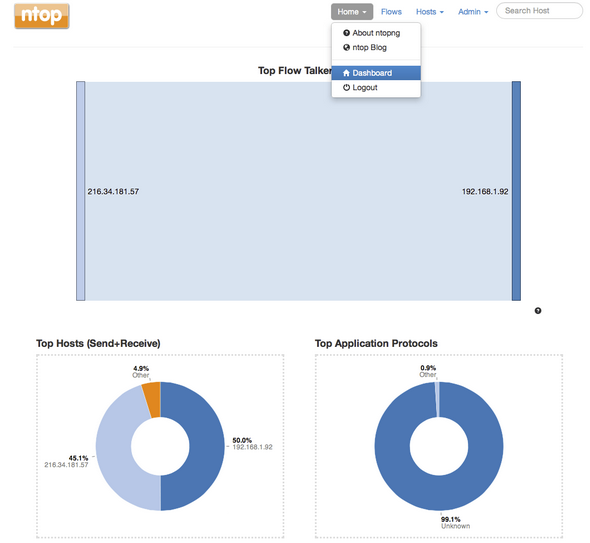 ntop
Home Flows Hosts Admin Search Host
About ntopng
ntop Blog
Dashboard
Logout
Top Flow Talker
216.34.181.57
192.168.1.92
Top Hosts (Send+Receive)
4.9%
Other
50.0%
192.168.1.92
45.1%
216.34.181.57
Top Application Protocols
0.9%
Other
99.1%
Unknown